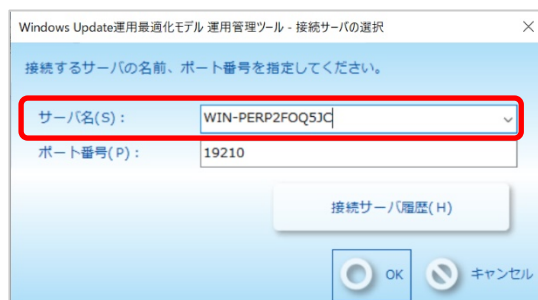 Windows Update運用最適化モデル 運用管理ツール - 接続サーバの選択
接続するサーバの名前、ポート番号を指定してください。
サーバ名(S)： WIN-PERP2FOQ5JC
ポート番号(P)： 19210
接続サーバ履歴(H)
OK キャンセル